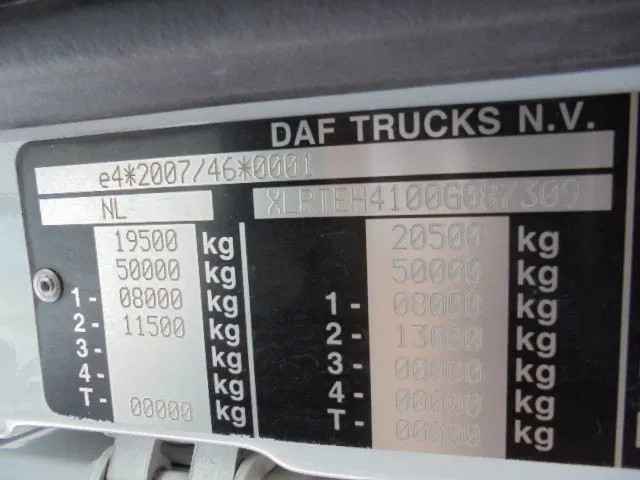 DAF TRUCKS N.V.
e4*2007/46*0001
NL
19500 kg 20500 kg
50000 kg 50000 kg
1- 08000 kg 1- 08000 kg
2- 11500 kg 2- 13000 kg
3- kg 3- 00000 kg
4- kg 4- 00000 kg
T- 00000 kg T- 00000 kg